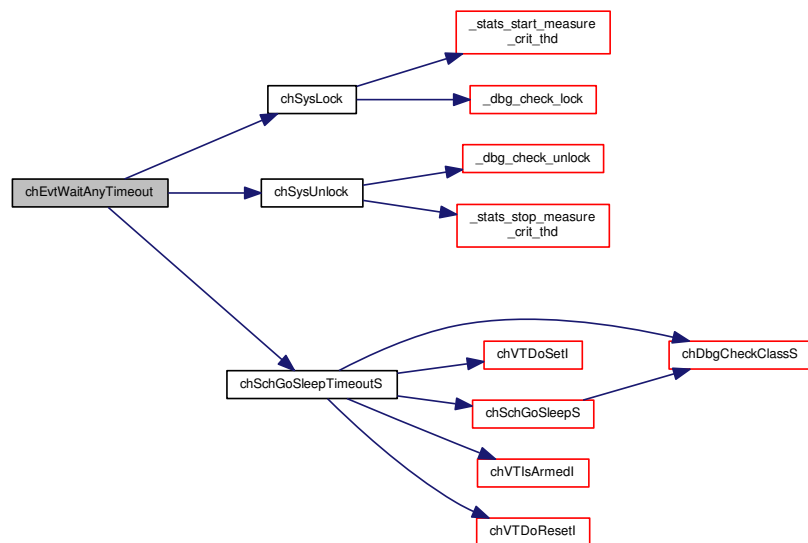 _stats_start_measure
_crit_thd
chSysLock
_dbg_check_lock
_dbg_check_unlock
chEvtWaitAnyTimeout
chSysUnlock
_stats_stop_measure
_crit_thd
chVTDoSetI
chDbgCheckClassS
chSchGoSleepTimeoutS
chSchGoSleepS
chVTIsArmedI
chVTDoResetI